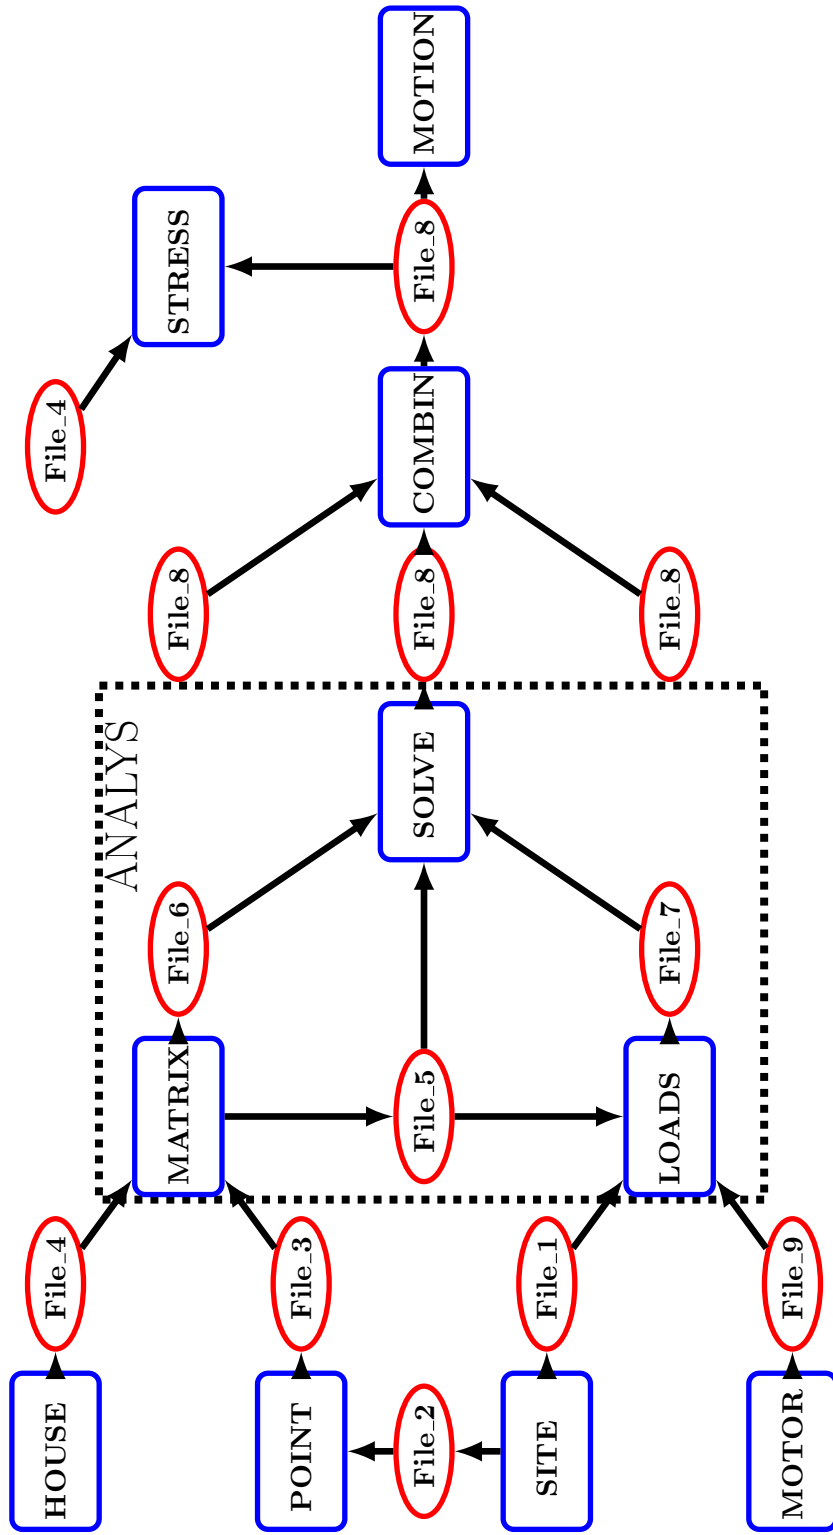 HOUSE
File_4
File_4
ANALYS
MATRIX
File_6
File_8
STRESS
POINT
File_3
File_2
File_5
SOLVE
File_8
COMBIN
File_8
MOTION
SITE
File_1
LOADS
File_7
File_8
MOTOR
File_9